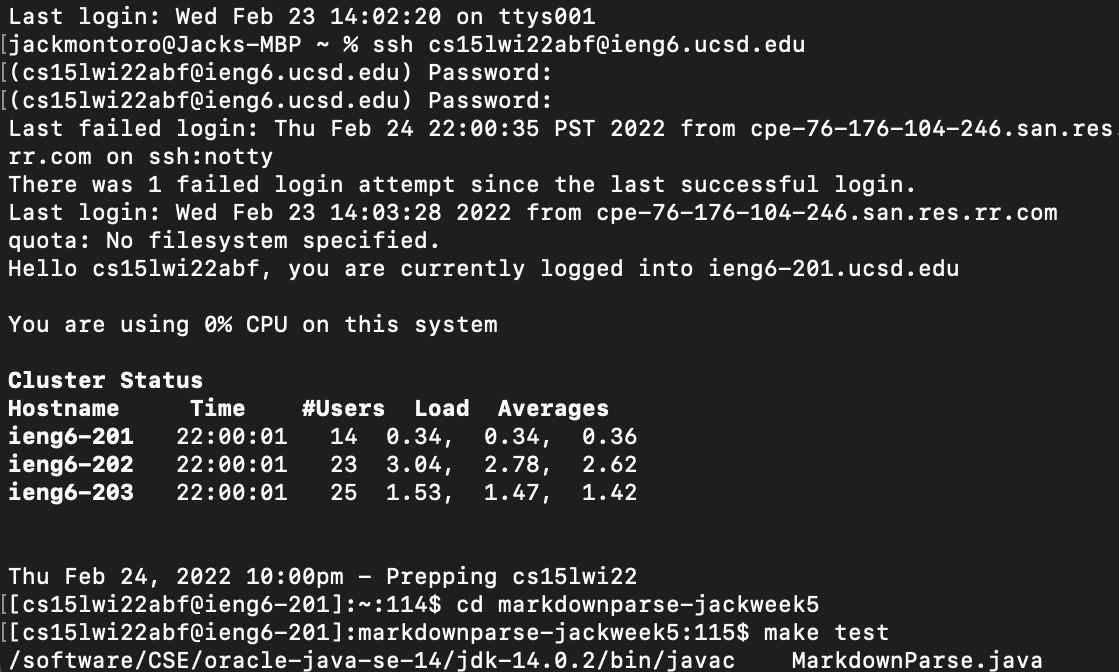 Last login: Wed Feb 23 14:02:20 on ttys001
[jackmontoro@Jacks-MBP ~ % ssh cs15lwi22abf@ieng6.ucsd.edu
[(cs15lwi22abf@ieng6.ucsd.edu) Password:
[(cs15lwi22abf@ieng6.ucsd.edu) Password:
Last failed login: Thu Feb 24 22:00:35 PST 2022 from cpe-76-176-104-246.san.res.
rr.com on ssh:notty
There was 1 failed login attempt since the last successful login.
Last login: Wed Feb 23 14:03:28 2022 from cpe-76-176-104-246.san.res.rr.com
quota: No filesystem specified.
Hello cs15lwi22abf, you are currently logged into ieng6-201.ucsd.edu

You are using 0% CPU on this system

Cluster Status
Hostname     Time    #Users  Load  Averages
ieng6-201   22:00:01   14  0.34,  0.34,  0.36
ieng6-202   22:00:01   23  3.04,  2.78,  2.62
ieng6-203   22:00:01   25  1.53,  1.47,  1.42

Thu Feb 24, 2022 10:00pm - Prepping cs15lwi22
[[cs15lwi22abf@ieng6-201]:~:114$ cd markdownparse-jackweek5
[[cs15lwi22abf@ieng6-201]:markdownparse-jackweek5:115$ make test
/software/CSE/oracle-java-se-14/jdk-14.0.2/bin/javac    MarkdownParse.java